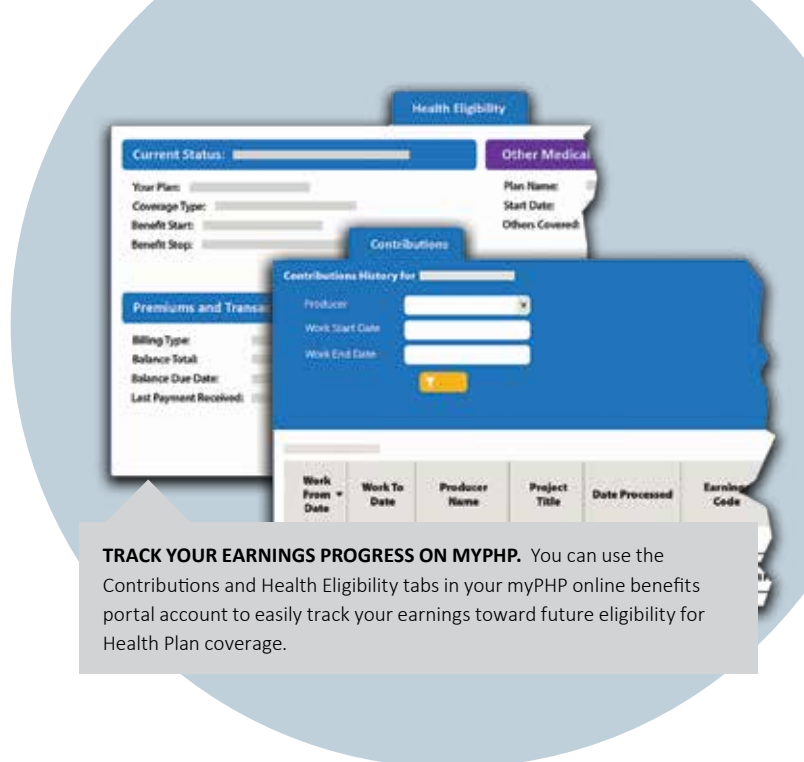 Health Eligibility
Current Status:
Other Medical
Your Plan:
Plan Name:
Coverage Type:
Start Date:
Benefit Start:
Others Covered:
Benefit Stop:
Contributions
Contributions History for
Premiums and
Producer
Work Start Date
Work End Date
Billing Type:
Balance Total:
Balance Due Date:
Last Payment Received:
Work From Date
Work To Date
Producer Name
Project Title
Date Processed
Earnings Code
TRACK YOUR EARNINGS PROGRESS ON MYPHP. You can use the
Contributions and Health Eligibility tabs in your myPHP online benefits
portal account to easily track your earnings toward future eligibility for
Health Plan coverage.